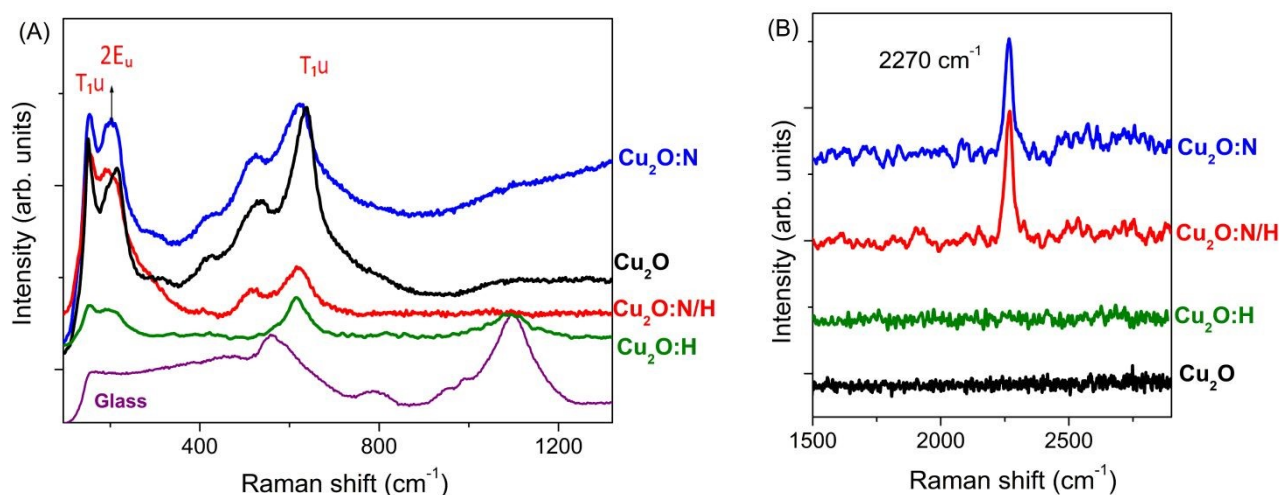 (A)
T₁u
2Eᵤ
T₁u
Cu₂O:N
Cu₂O
Cu₂O:N/H
Cu₂O:H
Glass
Intensity (arb. units)
400
800
1200
Raman shift (cm⁻¹)
(B)
2270 cm⁻¹
Cu₂O:N
Cu₂O:N/H
Cu₂O:H
Cu₂O
Intensity (arb. units)
1500
2000
2500
Raman shift (cm⁻¹)